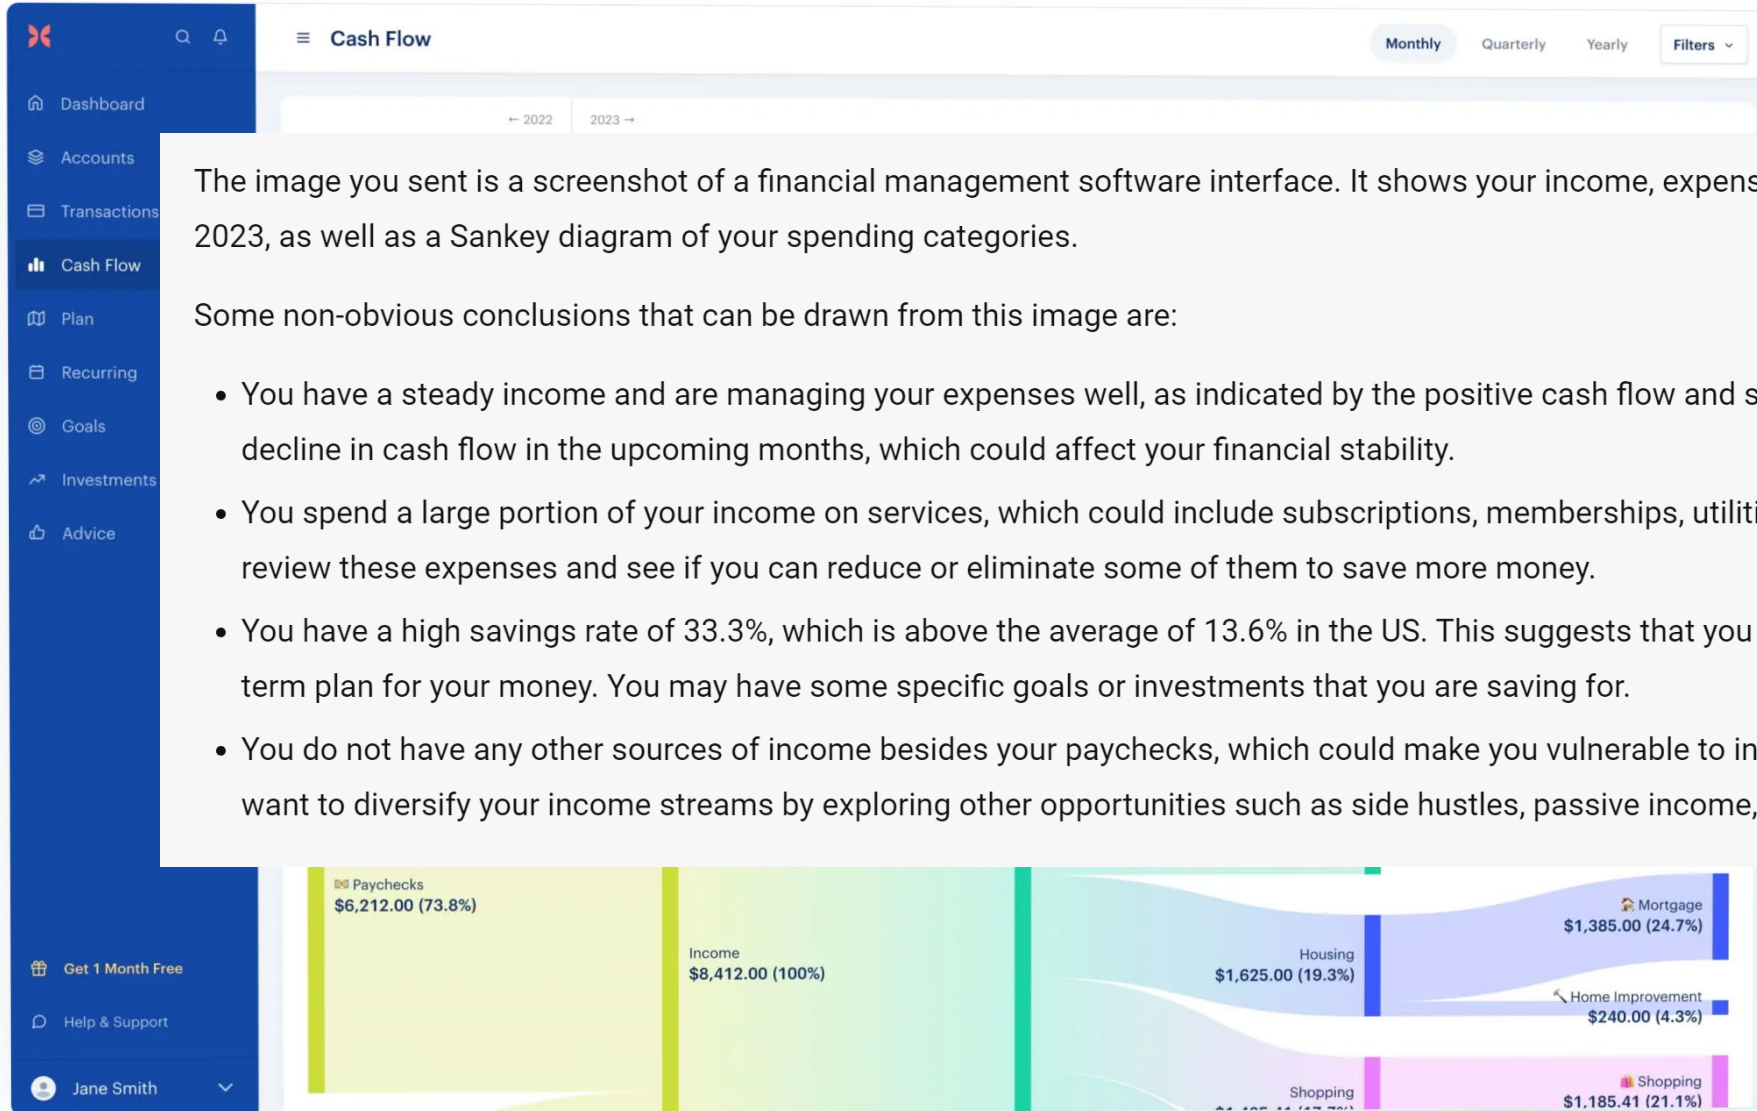 Cash Flow
Monthly
Quarterly
Yearly
Filters
Dashboard
Accounts
Transactions
Cash Flow
Plan
Recurring
Goals
Investments
Advice
Get 1 Month Free
Help & Support
Jane Smith
← 2022
2023 →
The image you sent is a screenshot of a financial management software interface. It shows your income,
2023, as well as a Sankey diagram of your spending categories.
Some non-obvious conclusions that can be drawn from this image are:
• You have a steady income and are managing your expenses well, as indicated by the positive cash flow and
decline in cash flow in the upcoming months, which could affect your financial stability.
• You spend a large portion of your income on services, which could include subscriptions, memberships,
review these expenses and see if you can reduce or eliminate some of them to save more money.
• You have a high savings rate of 33.3%, which is above the average of 13.6% in the US. This suggests that you
term plan for your money. You may have some specific goals or investments that you are saving for.
• You do not have any other sources of income besides your paychecks, which could make you vulnerable to
want to diversify your income streams by exploring other opportunities such as side hustles, passive income,
Paychecks
$6,212.00 (73.8%)
Income
$8,412.00 (100%)
Housing
$1,625.00 (19.3%)
Shopping
Mortgage
$1,385.00 (24.7%)
Home Improvement
$240.00 (4.3%)
Shopping
$1,185.41 (21.1%)